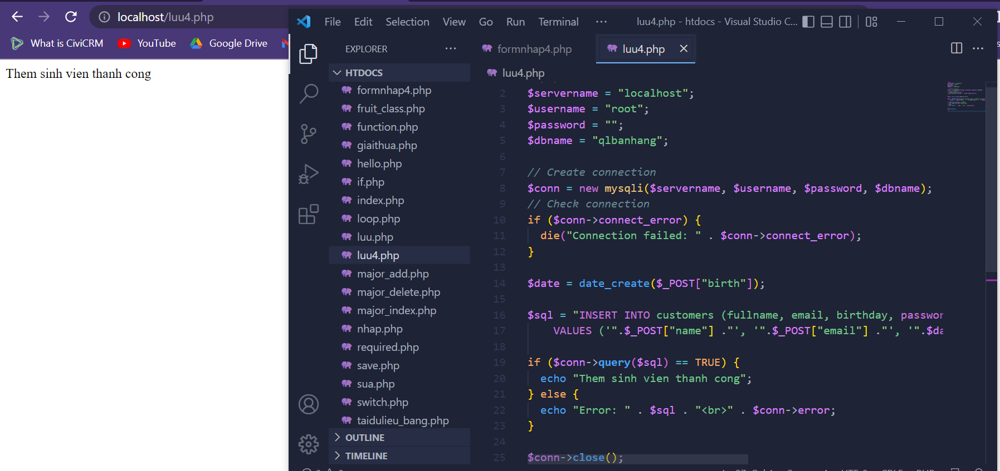 localhost/luu4.php
What is CiviCRM
YouTube
Google Drive
Them sinh vien thanh cong
File Edit Selection View Go Run Terminal ··· luu4.php - htdocs - Visual Studio C...
EXPLORER ···
HTDOCS
formnhap4.php
fruit_class.php
function.php
giaithua.php
hello.php
if.php
index.php
loop.php
luu.php
luu4.php
major_add.php
major_delete.php
major_index.php
nhap.php
required.php
save.php
sua.php
switch.php
taidulieu_bang.php
OUTLINE
TIMELINE
formnhap4.php
luu4.php
luu4.php
2 $servername = "localhost";
3 $username = "root";
4 $password = "";
5 $dbname = "qlbanhang";
6
7 // Create connection
8 $conn = new mysqli($servername, $username, $password, $dbname);
9 // Check connection
10 if ($conn->connect_error) {
11 die("Connection failed: " . $conn->connect_error);
12 }
13
14 $date = date_create($_POST["birth"]);
15
16 $sql = "INSERT INTO customers (fullname, email, birthday, passwor
17 VALUES ('".$_POST["name"] ."', '".$_POST["email"] ."', '".$da
18
19 if ($conn->query($sql) == TRUE) {
20 echo "Them sinh vien thanh cong";
21 } else {
22 echo "Error: " . $sql . "<br>" . $conn->error;
23 }
24
25 $conn->close();